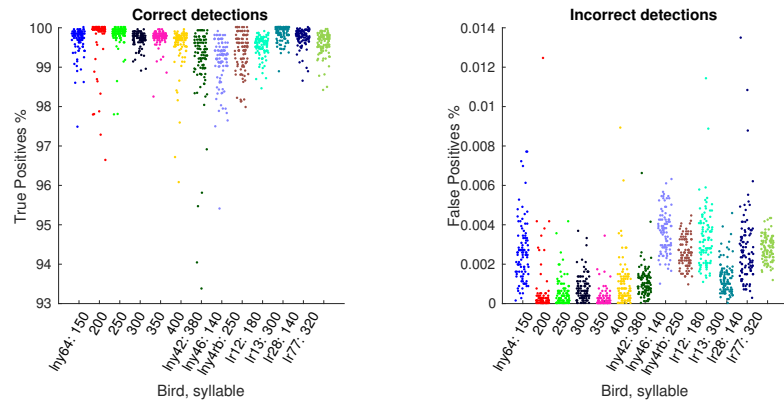 Correct detections
100
99
98
97
96
95
94
93
True Positives %
lny64: 150
200
250
300
350
400
lny42: 380
lny46: 140
lny4rb: 250
lr12: 180
lr13: 300
lr28: 140
lr77: 320
Bird, syllable
Incorrect detections
0.014
0.012
0.01
0.008
0.006
0.004
0.002
0
False Positives %
lny64: 150
200
250
300
350
400
lny42: 380
lny46: 140
lny4rb: 250
lr12: 180
lr13: 300
lr28: 140
lr77: 320
Bird, syllable